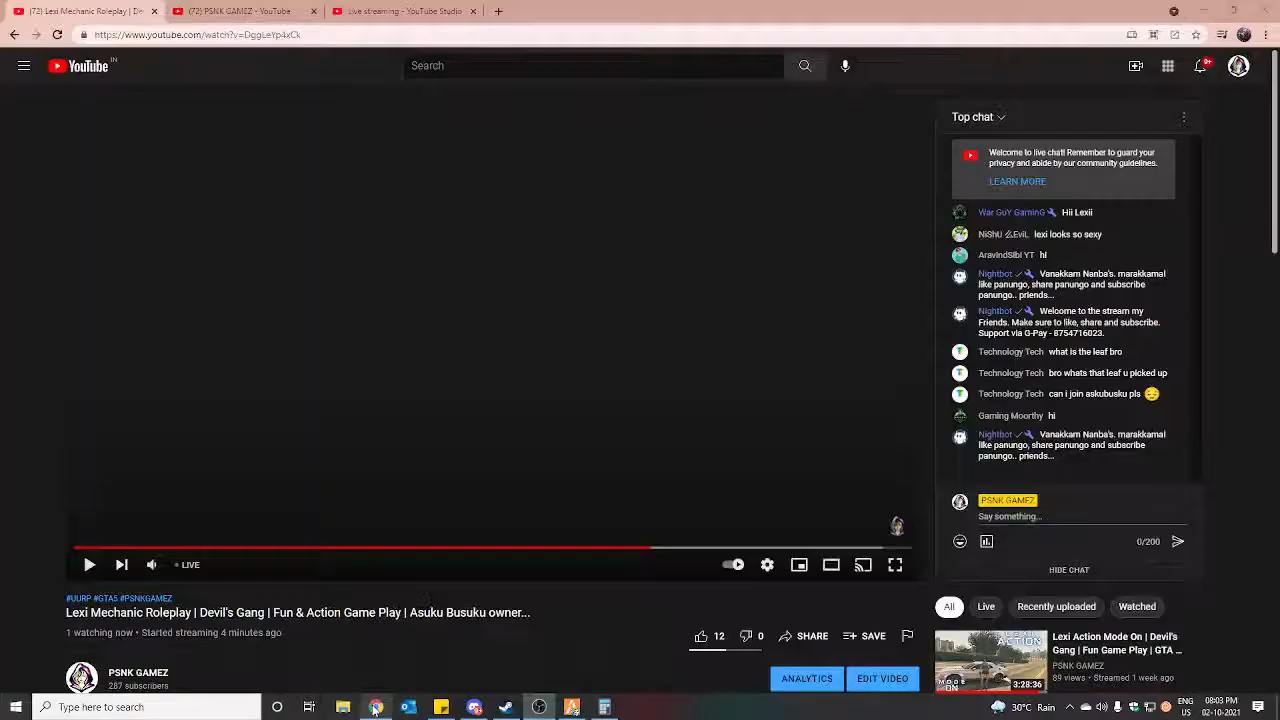 (72) Lexi Mechanic Roleplay | De
(72) PSNK GAMEZ - YouTube
Live streaming - YouTube Studio
https://www.youtube.com/watch?v=DggLeYp4xCk
YouTube IN
Search
9+
Top chat
Welcome to live chat! Remember to guard your
privacy and abide by our community guidelines.
LEARN MORE
War GuY GaminG Hii Lexii
NiShU EviL lexi looks so sexy
AravindSibi YT hi
Nightbot Vanakkam Nanba's. marakkamal
like panungo, share panungo and subscribe
panungo.. priends...
Nightbot Welcome to the stream my
Friends. Make sure to like, share and subscribe.
Support via G-Pay - 8754716023.
Technology Tech what is the leaf bro
Technology Tech bro whats that leaf u picked up
Technology Tech can i join askubusku pls 😔
Gaming Moorthy hi
Nightbot Vanakkam Nanba's. marakkamal
like panungo, share panungo and subscribe
panungo.. priends...
PSNK GAMEZ
Say something...
0/200
HIDE CHAT
LIVE
#UURP #GTA5 #PSNKGAMEZ
Lexi Mechanic Roleplay | Devil's Gang | Fun & Action Game Play | Asuku Busuku owner...
1 watching now • Started streaming 4 minutes ago
12
0
SHARE
SAVE
PSNK GAMEZ
287 subscribers
ANALYTICS
EDIT VIDEO
All
Live
Recently uploaded
Watched
LEXI
ACTION
MODE
ON
3:28:36
Lexi Action Mode On | Devil's
Gang | Fun Game Play | GTA ...
PSNK GAMEZ
89 views • Streamed 1 week ago
Type here to search
30°C Rain
ENG
US
08:03 PM
02-10-2021